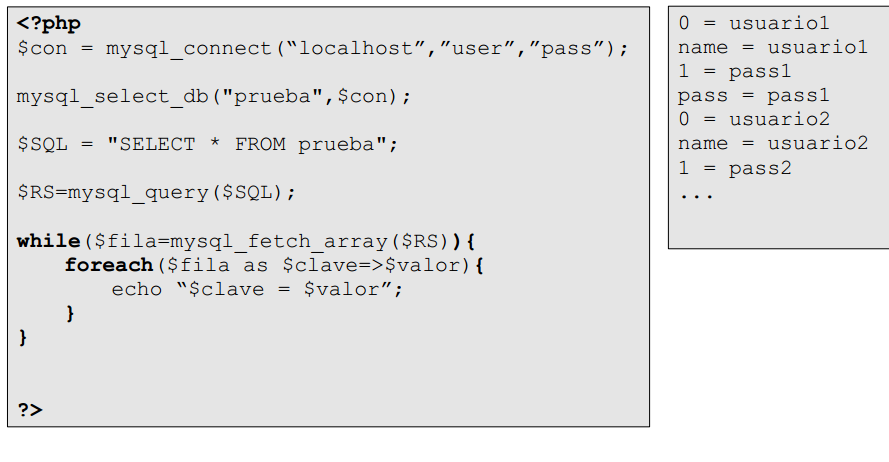 <?php
$con = mysql_connect(“localhost”,”user”,”pass”);
mysql_select_db("prueba",$con);
$SQL = "SELECT * FROM prueba";
$RS=mysql_query($SQL);
while($fila=mysql_fetch_array($RS)){
foreach($fila as $clave=>$valor){
echo “$clave = $valor”;
}
}
?>
0 = usuario1
name = usuario1
1 = pass1
pass = pass1
0 = usuario2
name = usuario2
1 = pass2
...